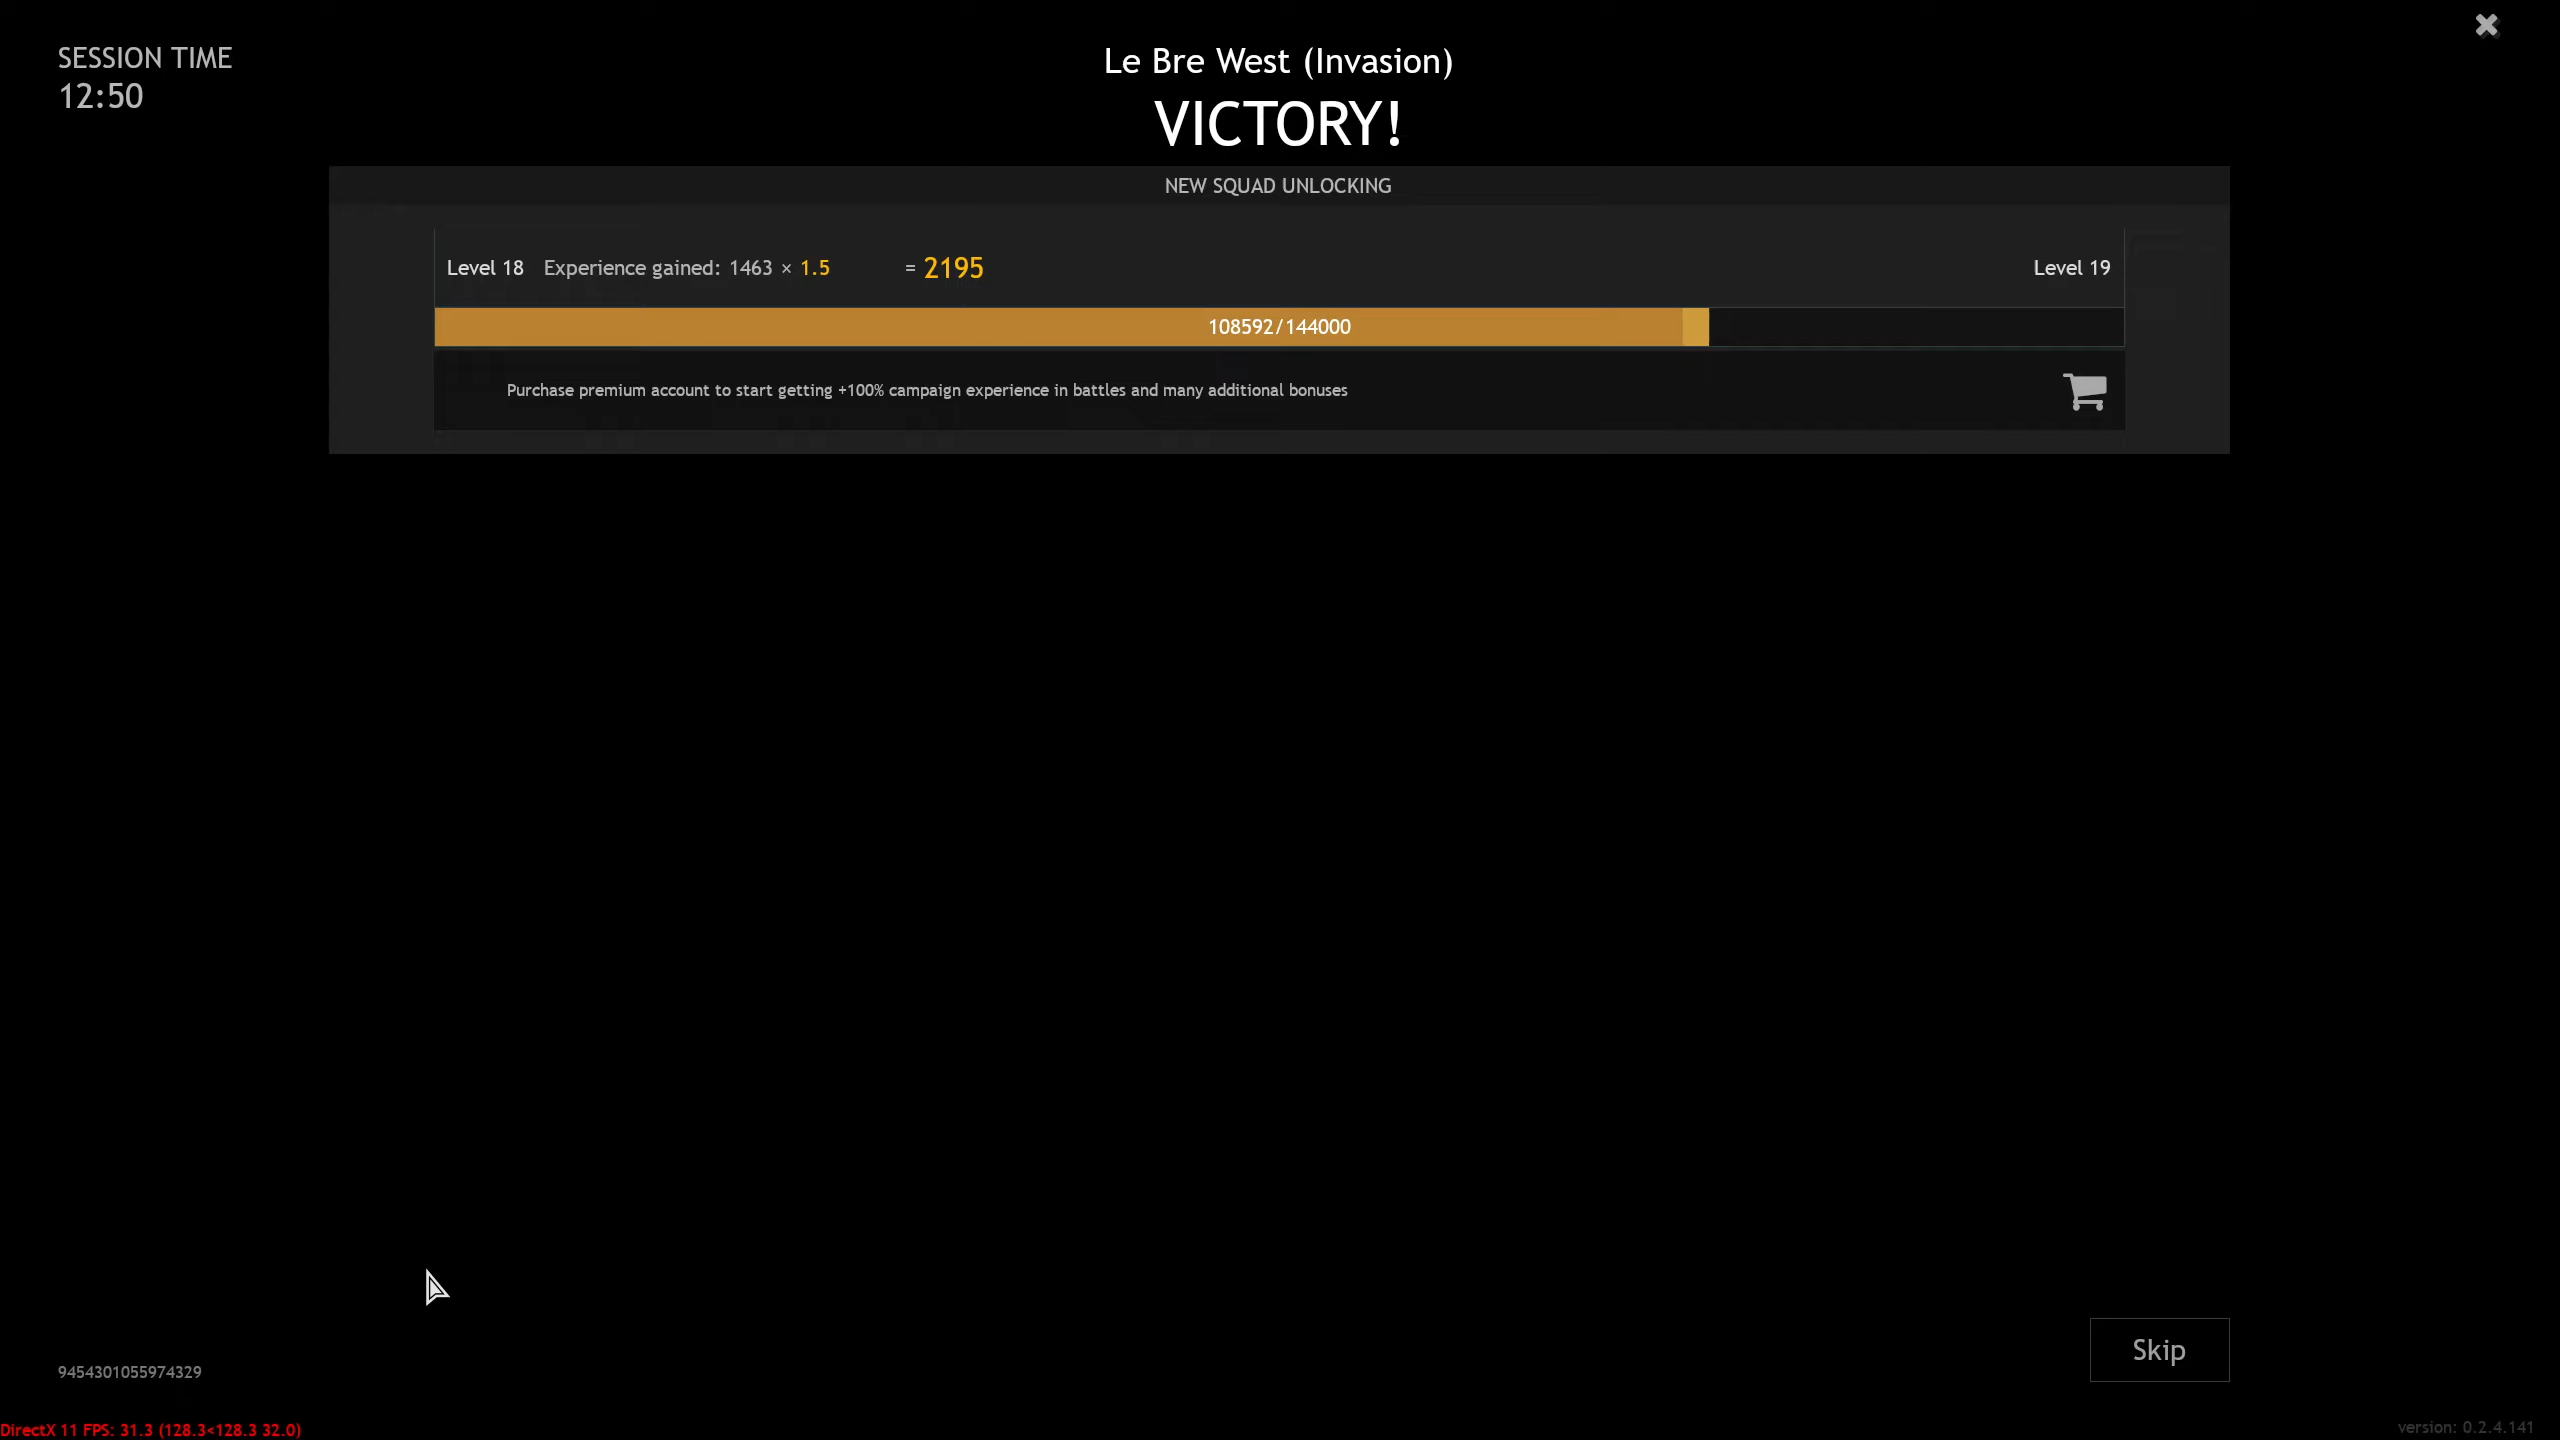 SESSION TIME
12:50
Le Bre West (Invasion)
VICTORY!
NEW SQUAD UNLOCKING
Level 18 Experience gained: 1463 × 1.5 = 2195 Level 19
108592/144000
Purchase premium account to start getting +100% campaign experience in battles and many additional bonuses
Skip
9454301055974329
DirectX 11 FPS: 31.3 (128.3<128.3 32.0)
version: 0.2.4.141